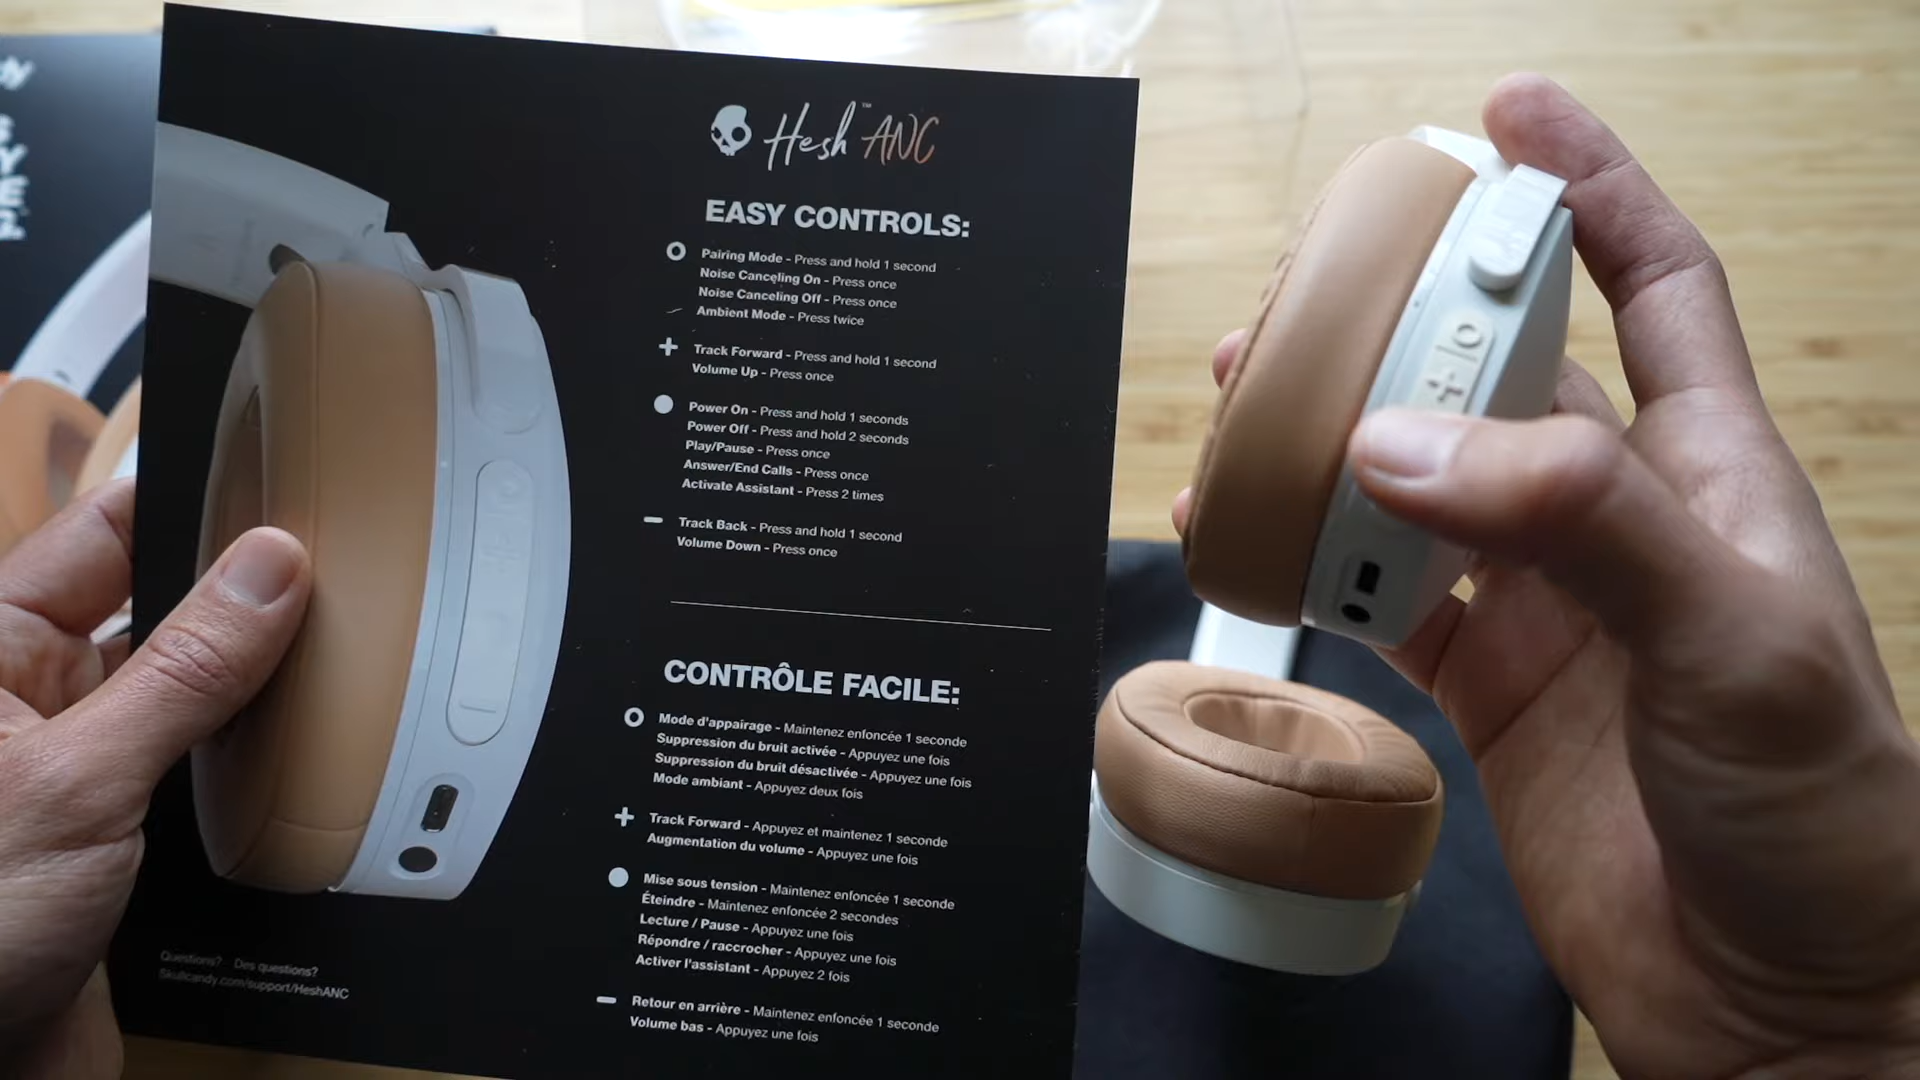 Hesh™ ANC
EASY CONTROLS:
Pairing Mode - Press and hold 1 second
Noise Canceling On - Press once
Noise Canceling Off - Press once
Ambient Mode - Press twice
Track Forward - Press and hold 1 second
Volume Up - Press once
Power On - Press and hold 1 seconds
Power Off - Press and hold 2 seconds
Play/Pause - Press once
Answer/End Calls - Press once
Activate Assistant - Press 2 times
Track Back - Press and hold 1 second
Volume Down - Press once
CONTRÔLE FACILE:
Mode d'appairage - Maintenez enfoncée 1 seconde
Suppression du bruit activée - Appuyez une fois
Suppression du bruit désactivée - Appuyez une fois
Mode ambiant - Appuyez deux fois
Track Forward - Appuyez et maintenez 1 seconde
Augmentation du volume - Appuyez une fois
Mise sous tension - Maintenez enfoncée 1 seconde
Éteindre - Maintenez enfoncée 2 secondes
Lecture / Pause - Appuyez une fois
Répondre / raccrocher - Appuyez une fois
Activer l'assistant - Appuyez 2 fois
Retour en arrière - Maintenez enfoncée 1 seconde
Volume bas - Appuyez une fois
Questions? Des questions?
Skullcandy.com/support/HeshANC